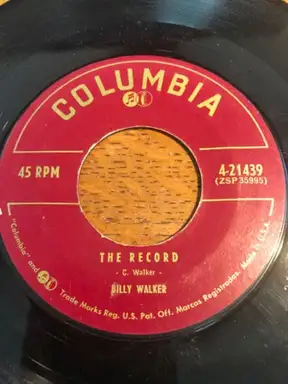 COLUMBIA
45 RPM
4-21439
(ZSP 35995)
THE RECORD
- C. Walker -
BILLY WALKER
"Columbia" and Trade Marks Reg. U.S. Pat. Off. Marcas Registradas. Made in U.S.A.